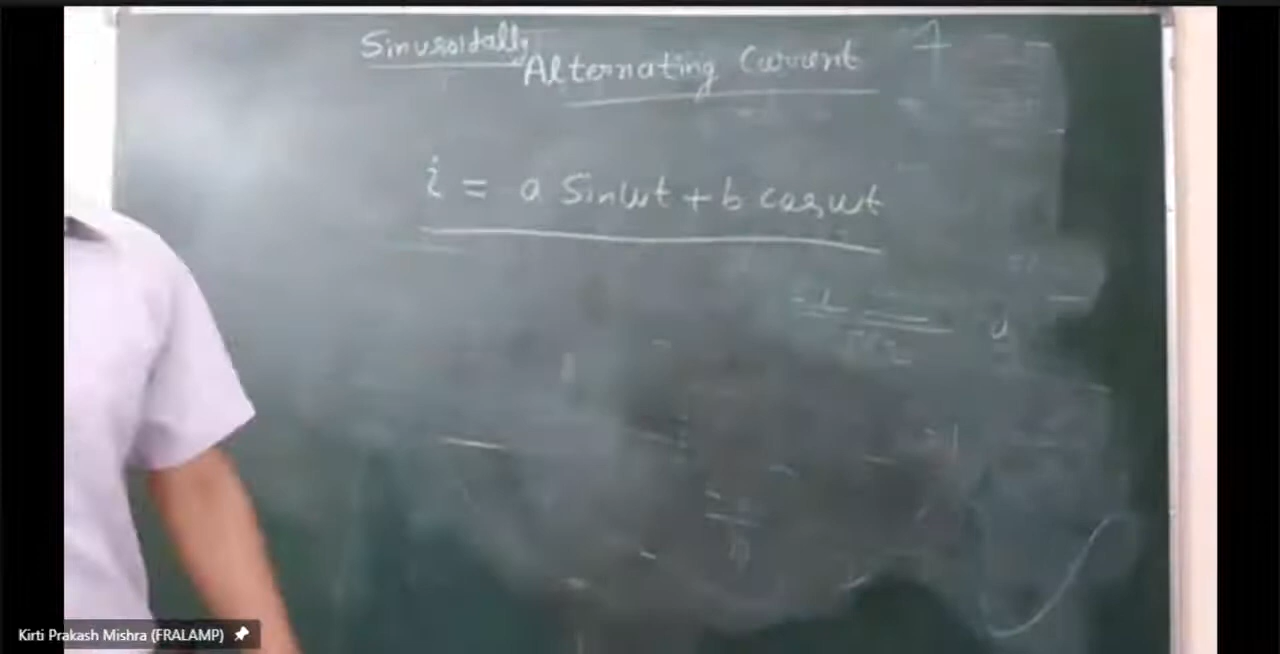 Sinusoidally
Alternating Current
i = a Sinωt + b cosωt
Kirti Prakash Mishra (FRALAMP)